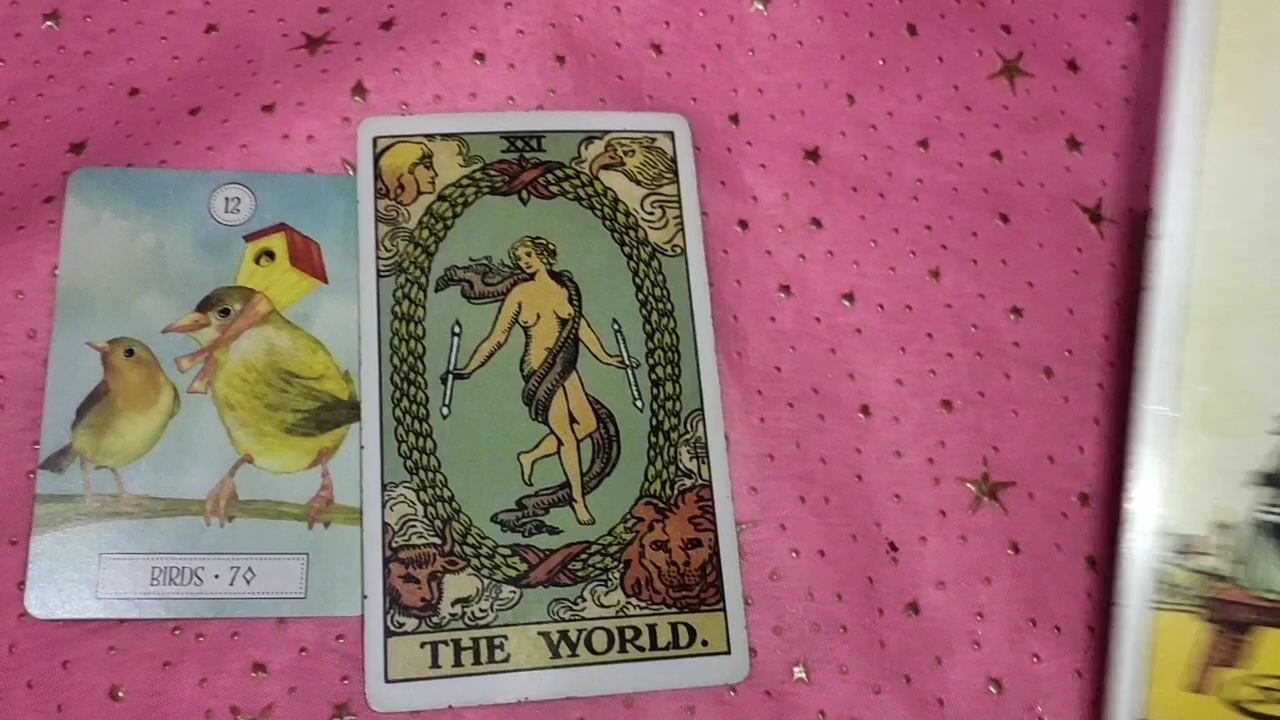 12
BIRDS • 7◊
XXI
THE WORLD.